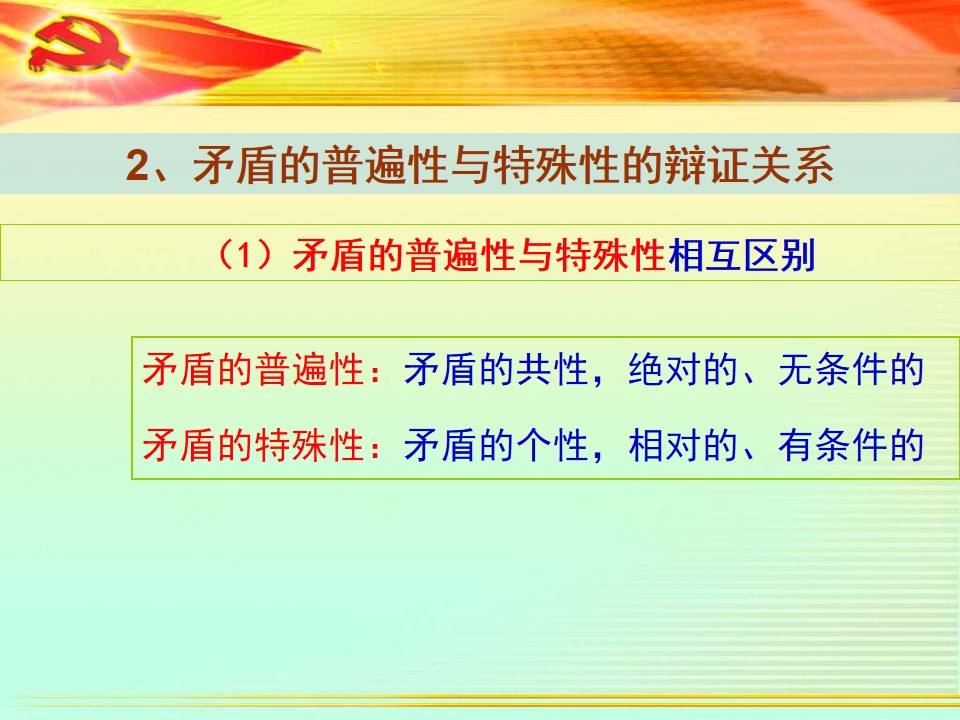 2、矛盾的普遍性与特殊性的辩证关系
（1）矛盾的普遍性与特殊性相互区别
矛盾的普遍性：矛盾的共性，绝对的、无条件的
矛盾的特殊性：矛盾的个性，相对的、有条件的